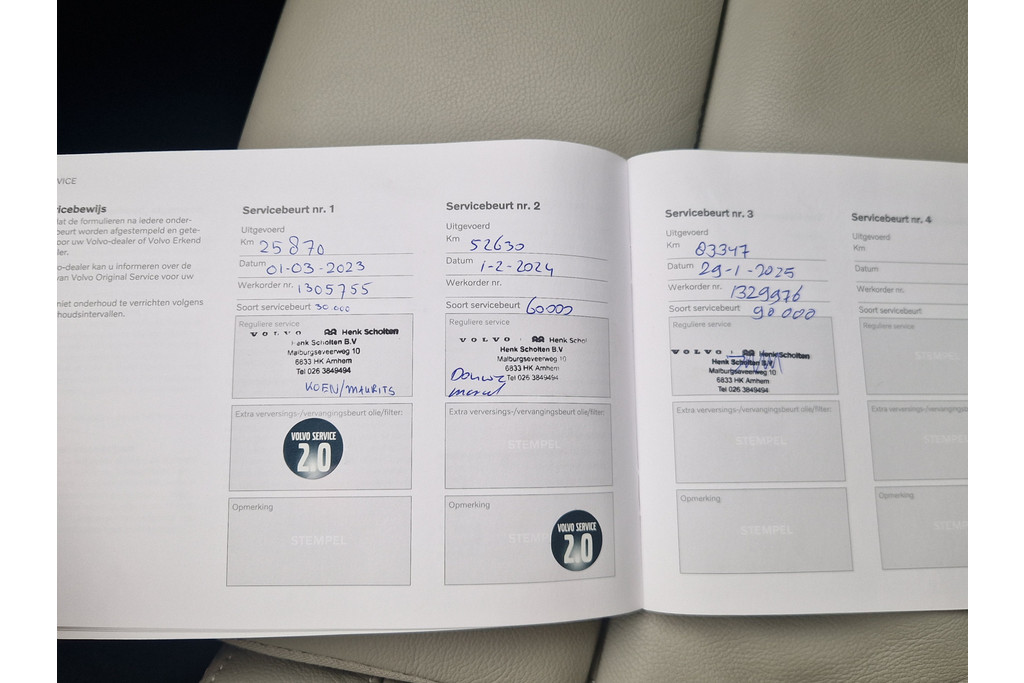 VICE
icebewijs
lat de formulieren na iedere onder-
beurt worden afgestempeld en gete-
oor uw Volvo-dealer of Volvo Erkend
ler.
o-dealer kan u informeren over de
van Volvo Original Service voor uw
niet onderhoud te verrichten volgens
houdsintervallen.
Servicebeurt nr. 1
Uitgevoerd
Km 25870
Datum 01-03-2023
Werkorder nr. 1305755
Soort servicebeurt 30.000
Reguliere service
VOLVO Henk Scholten
Henk Scholten B.V
Malburgseveerweg 10
6833 HK Arnhem
Tel 026 3849494
KOEN/MAURITS
Extra verversings-/vervangingsbeurt olie/filter:
VOLVO SERVICE
2.0
Opmerking
STEMPEL
Servicebeurt nr. 2
Uitgevoerd
Km 52630
Datum 1-2-2024
Werkorder nr.
Soort servicebeurt 60000
Reguliere service
VOLVO Henk Schol
Henk Scholten B.V
Malburgseveerweg 10
6833 HK Arnhem
Tel 026 3849494
Extra verversings-/vervangingsbeurt olie/filter:
STEMPEL
Opmerking
STEM
VOLVO SERVICE
2.0
Servicebeurt nr. 3
Uitgevoerd
Km 83347
Datum 29-1-2025
Werkorder nr. 1329976
Soort servicebeurt 90.000
Reguliere service
VOLVO Henk Scholten
Henk Scholten B.V
Malburgseveerweg 10
6833 HK Arnhem
Tel 026 3849494
Extra verversings-/vervangingsbeurt olie/filter:
STEMPEL
Opmerking
STEMPEL
Servicebeurt nr. 4
Uitgevoerd
Km
Datum
Werkorder nr.
Soort servicebeurt
Reguliere service
STEMPEL
Extra verversings-/vervangingsbeurt
STEMPEL
Opmerking
STEMP